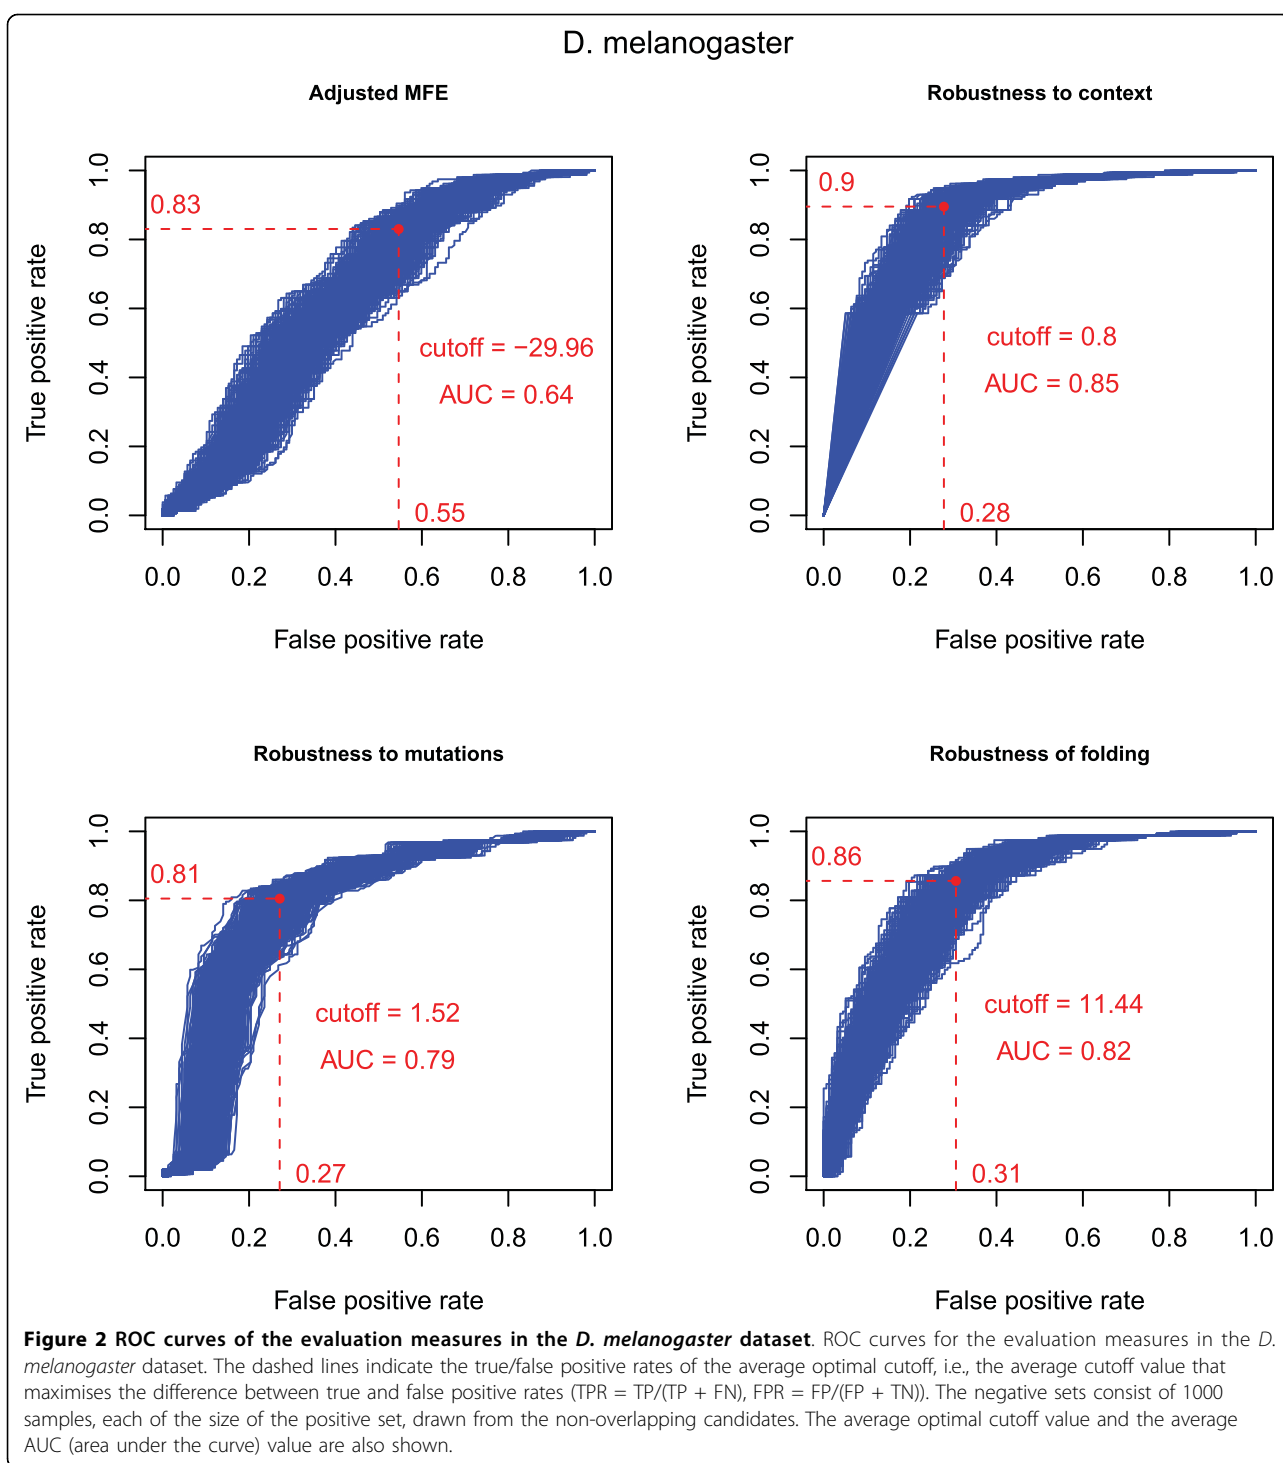 D. melanogaster
Adjusted MFE
True positive rate
0.0 0.2 0.4 0.6 0.8 1.0
0.83
cutoff = −29.96
AUC = 0.64
0.55
0.0 0.2 0.4 0.6 0.8 1.0
False positive rate
Robustness to context
True positive rate
0.0 0.2 0.4 0.6 0.8 1.0
0.9
cutoff = 0.8
AUC = 0.85
0.28
0.0 0.2 0.4 0.6 0.8 1.0
False positive rate
Robustness to mutations
True positive rate
0.0 0.2 0.4 0.6 0.8 1.0
0.81
cutoff = 1.52
AUC = 0.79
0.27
0.0 0.2 0.4 0.6 0.8 1.0
False positive rate
Robustness of folding
True positive rate
0.0 0.2 0.4 0.6 0.8 1.0
0.86
cutoff = 11.44
AUC = 0.82
0.31
0.0 0.2 0.4 0.6 0.8 1.0
False positive rate
Figure 2 ROC curves of the evaluation measures in the D. melanogaster dataset. ROC curves for the evaluation measures in the D.
melanogaster dataset. The dashed lines indicate the true/false positive rates of the average optimal cutoff, i.e., the average cutoff value that
maximises the difference between true and false positive rates (TPR = TP/(TP + FN), FPR = FP/(FP + TN)). The negative sets consist of 1000
samples, each of the size of the positive set, drawn from the non-overlapping candidates. The average optimal cutoff value and the average
AUC (area under the curve) value are also shown.